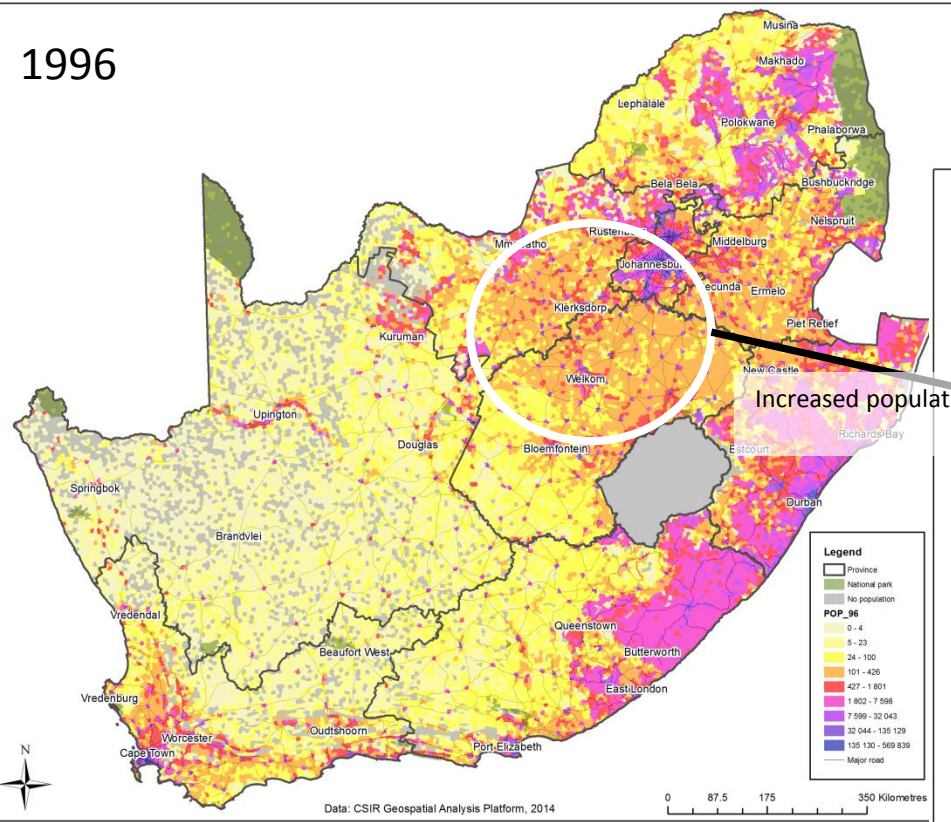 1996
Musina
Makhado
Lephalale
Polokwane
Phalaborwa
Bela Bela
Bushbuckridge
Nelspruit
Middelburg
Ermelo
Klerksdorp
Piet Retief
Kuruman
New Castle
Welkom
Increased populat
Upington
Richards Bay
Douglas
Bloemfontein
Estcourt
Springbok
Durban
Brandvlei
Vredendal
Queenstown
Beaufort West
Butterworth
East London
Vredenburg
Worcester
Oudtshoorn
Cape Town
Port Elizabeth
N
Legend
Province
National park
No population
POP_96
0 - 4
5 - 23
24 - 100
101 - 426
427 - 1 801
1 802 - 7 598
7 599 - 32 043
32 044 - 135 129
135 130 - 569 839
Major road
Data: CSIR Geospatial Analysis Platform, 2014
0 87.5 175 350 Kilometres